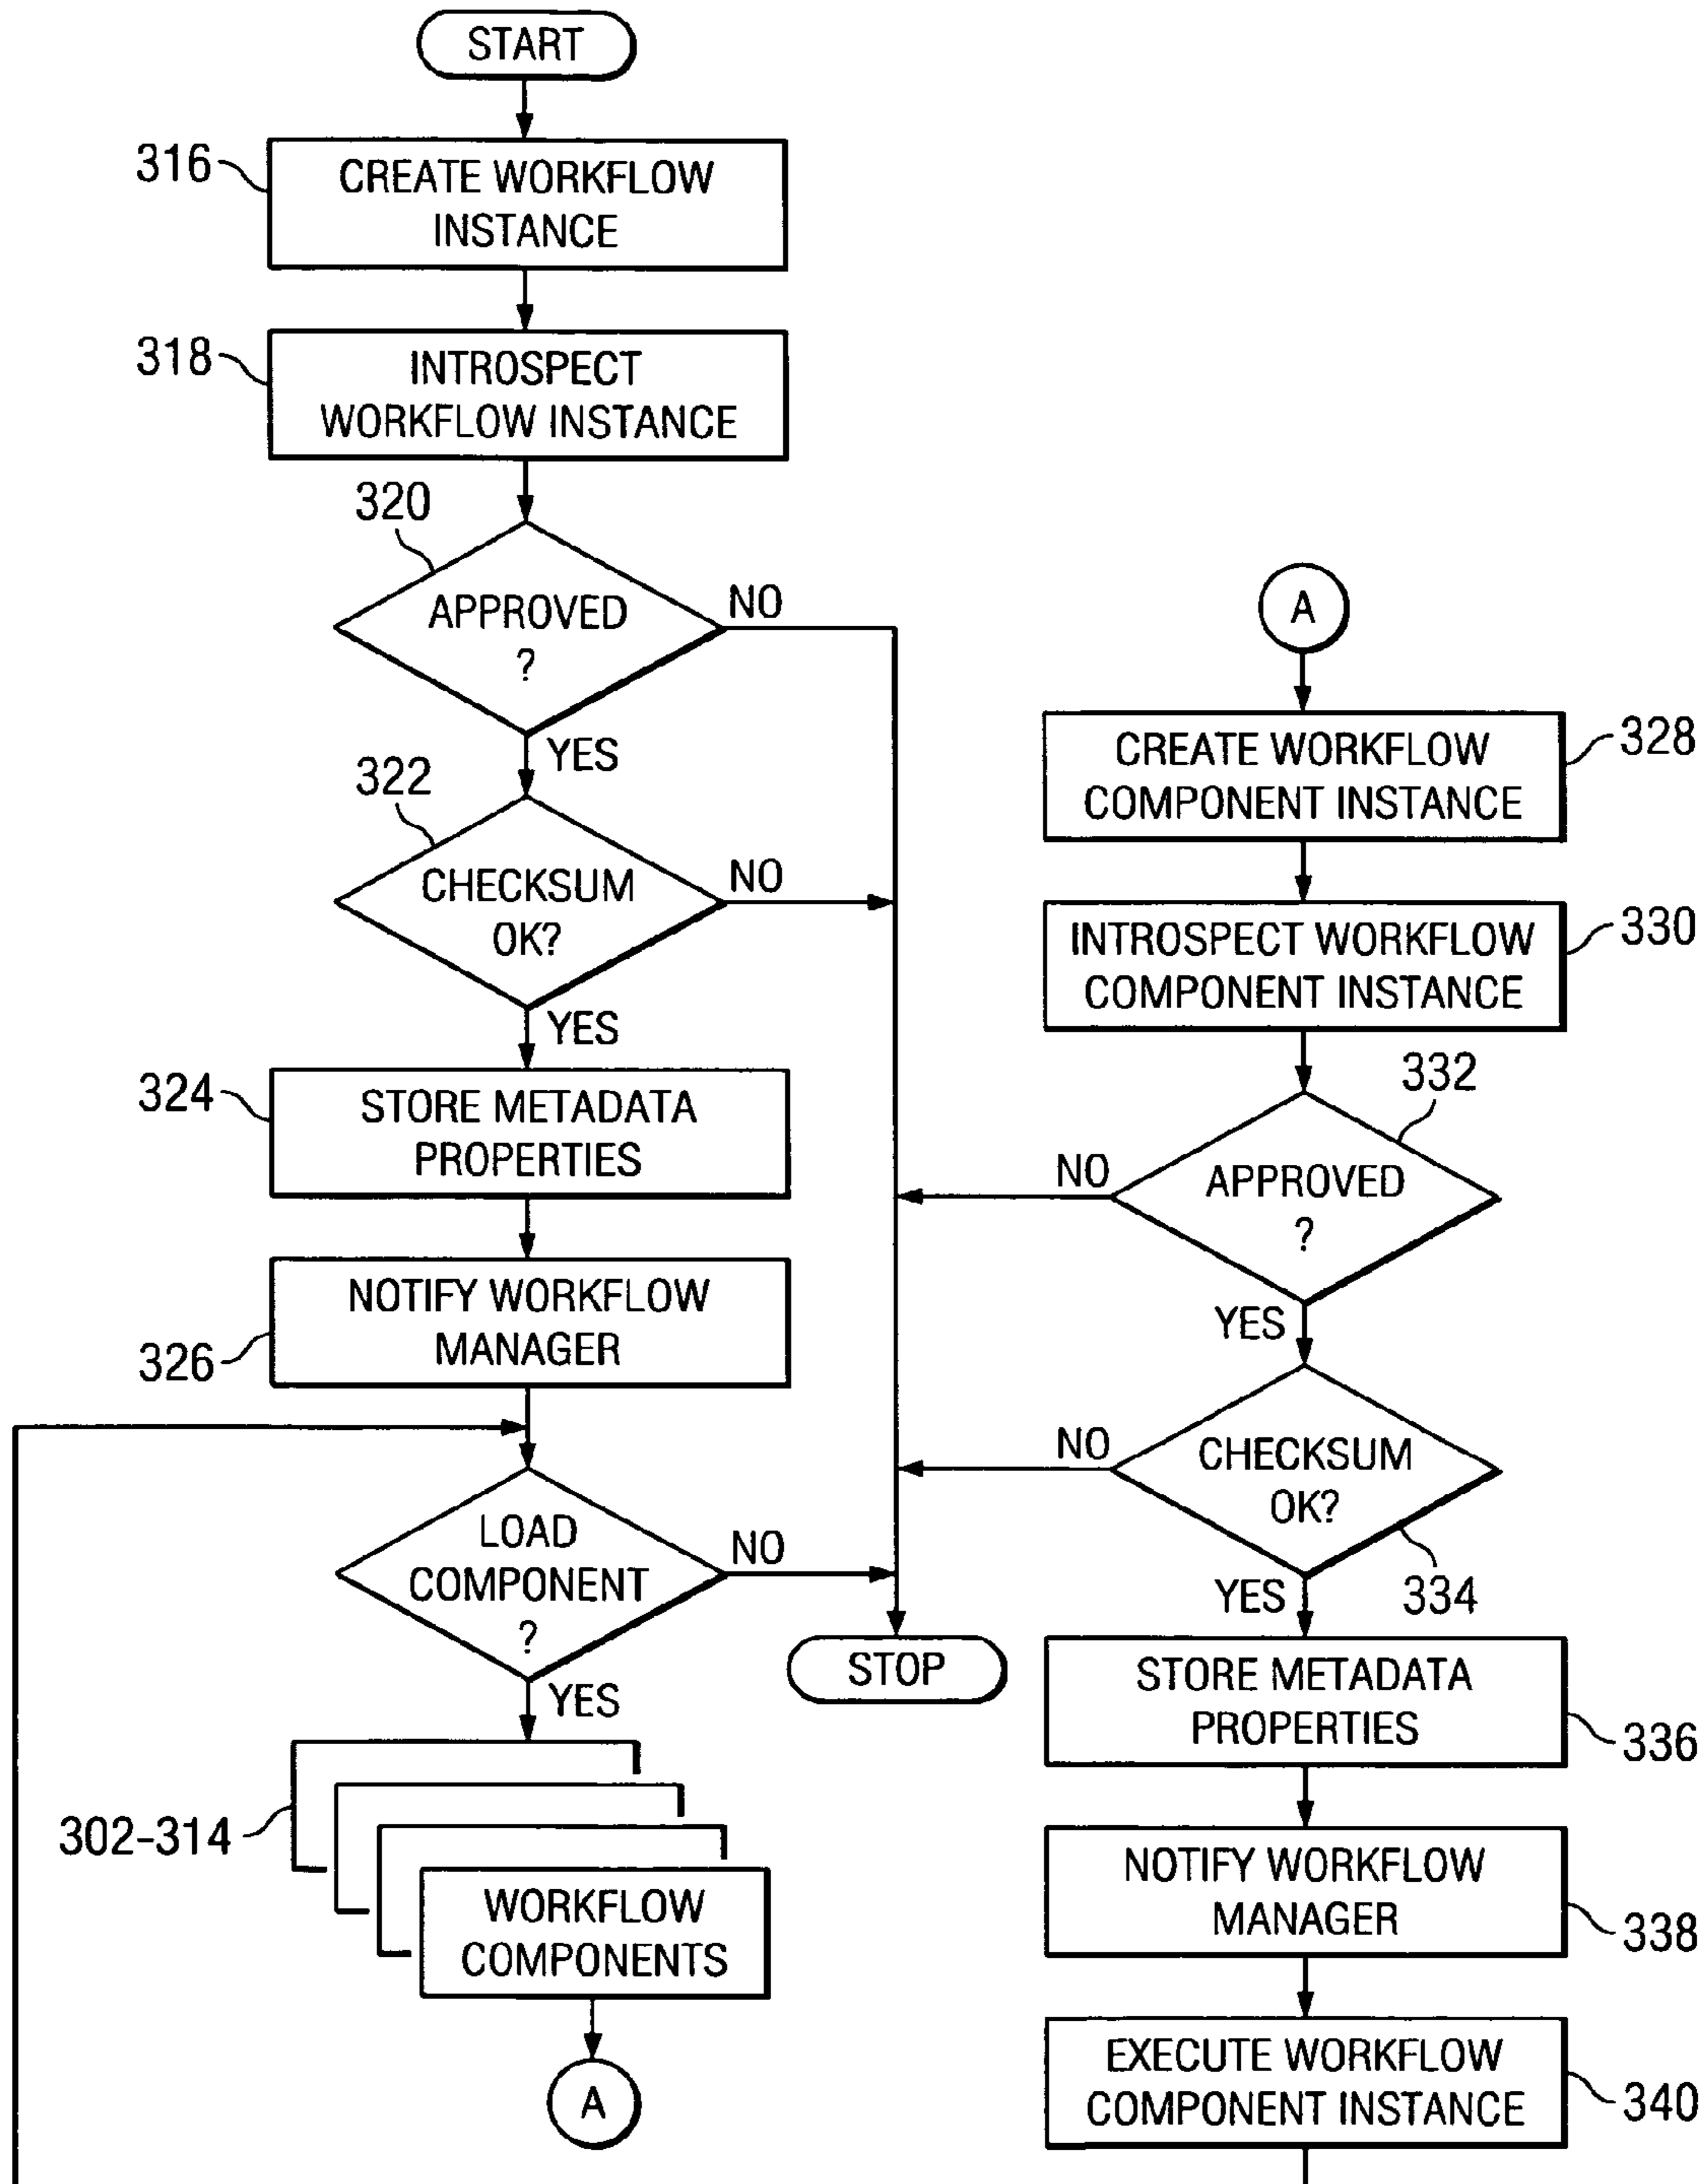 START
316
CREATE WORKFLOW
INSTANCE
318
INTROSPECT
WORKFLOW INSTANCE
320
APPROVED
?
NO
YES
322
CHECKSUM
OK?
NO
YES
324
STORE METADATA
PROPERTIES
NOTIFY WORKFLOW
MANAGER
326
LOAD
COMPONENT
?
NO
YES
STOP
302-314
WORKFLOW
COMPONENTS
A
A
CREATE WORKFLOW
COMPONENT INSTANCE
328
INTROSPECT WORKFLOW
COMPONENT INSTANCE
330
332
APPROVED
?
NO
YES
CHECKSUM
OK?
NO
YES
334
STORE METADATA
PROPERTIES
336
NOTIFY WORKFLOW
MANAGER
338
EXECUTE WORKFLOW
COMPONENT INSTANCE
340